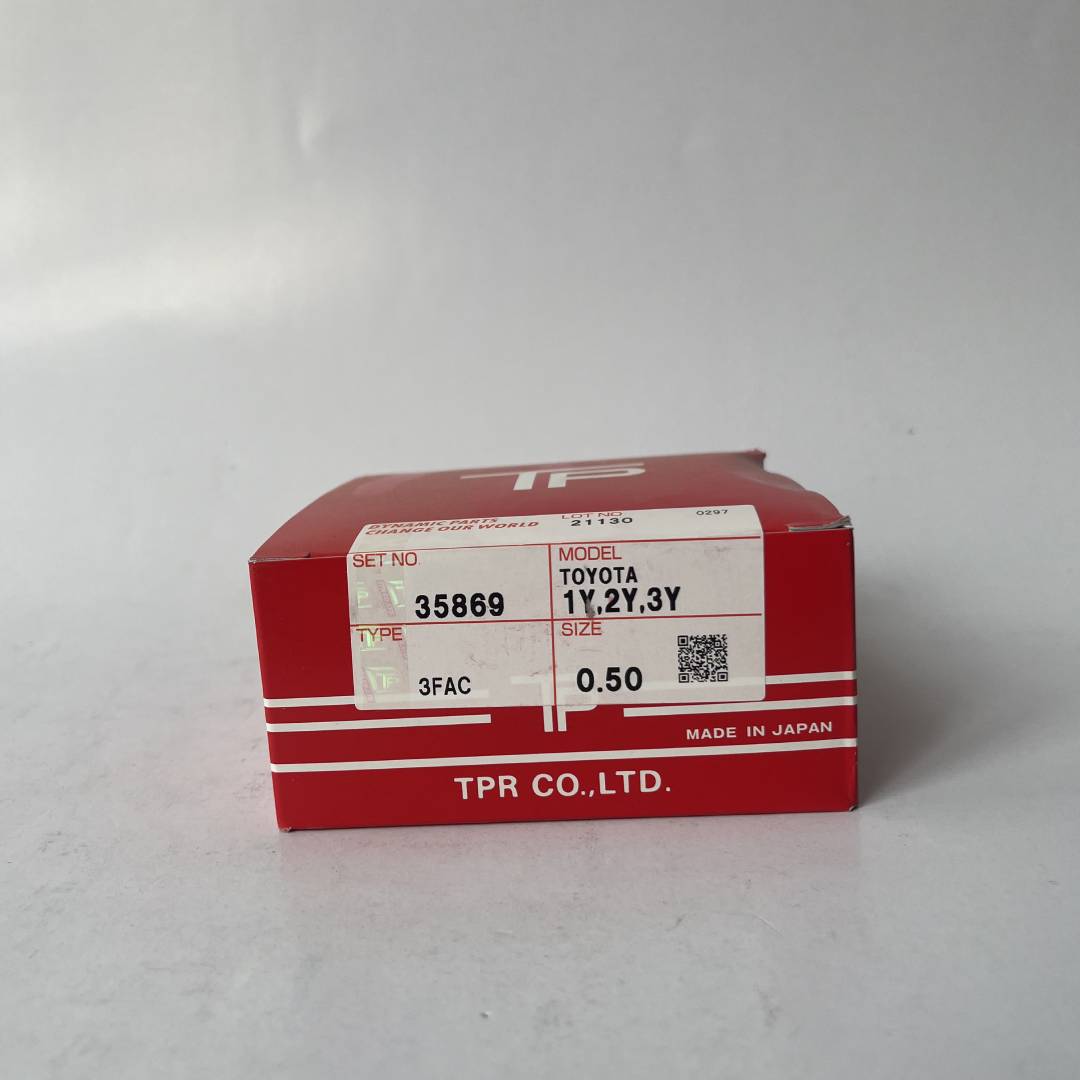 TP
DYNAMIC PARTS
CHANGE OUR WORLD
LOT NO.
21130
0297
SET NO.
35869
MODEL
TOYOTA
1Y,2Y,3Y
TYPE
3FAC
SIZE
0.50
TP
MADE IN JAPAN
TPR CO.,LTD.